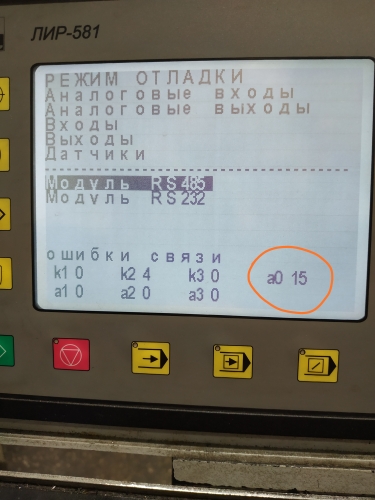 ЛИР-581
РЕЖИМ ОТЛАДКИ
Аналоговые входы
Аналоговые выходы
Входы
Выходы
Датчики
Модуль RS485
Модуль RS232
ошибки связи
k1 0 k2 4 k3 0 a0 15
a1 0 a2 0 a3 0